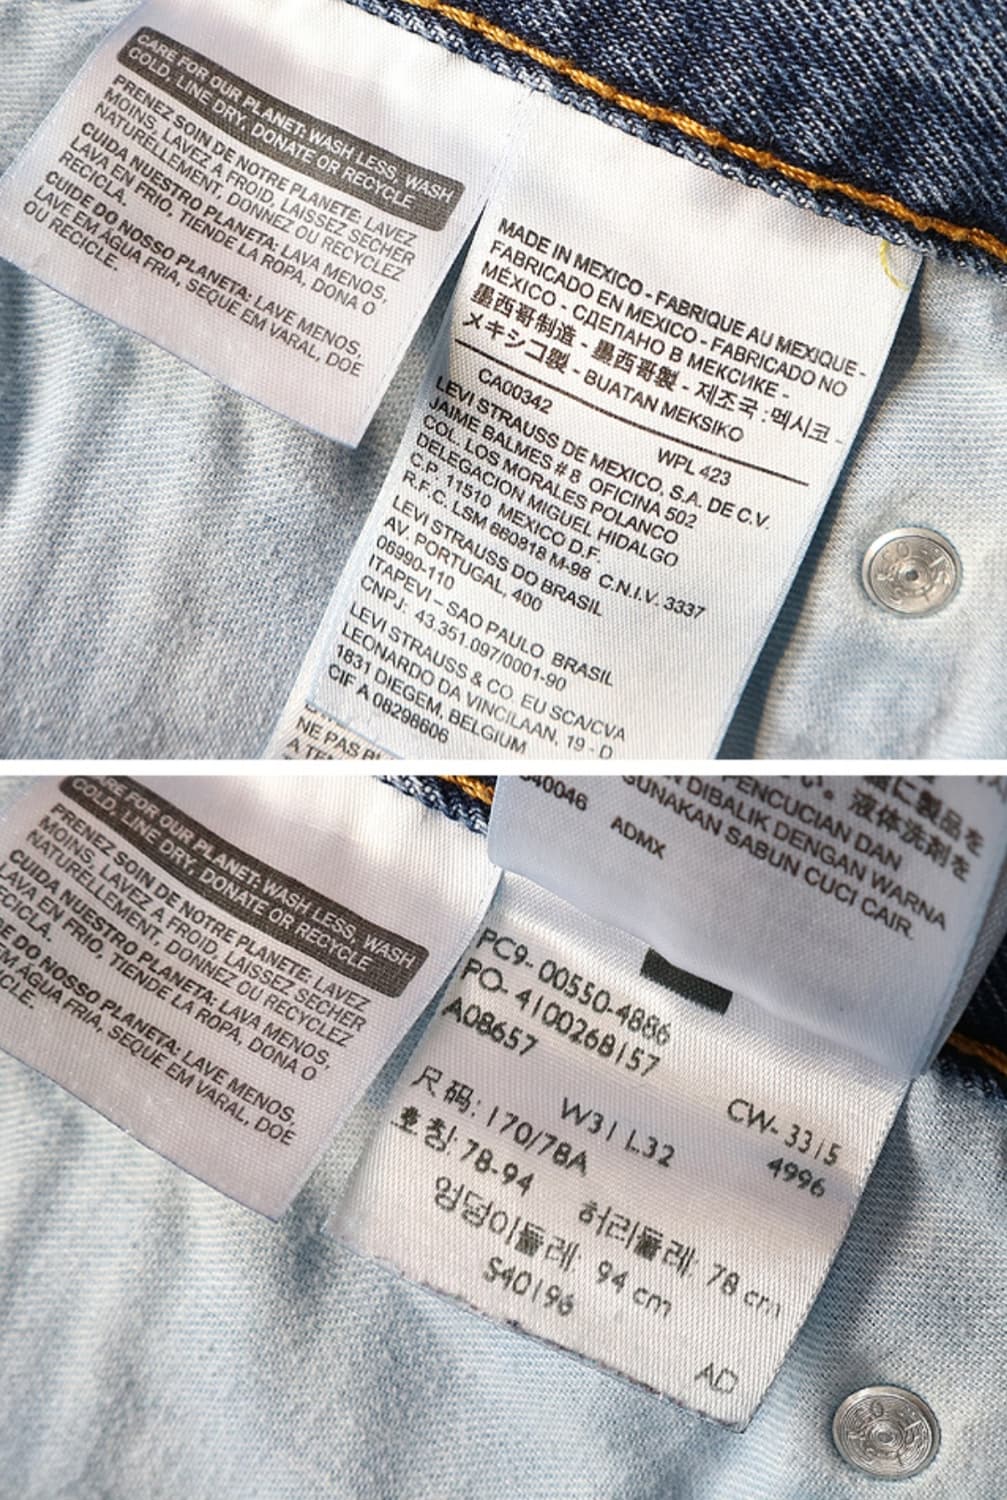 CARE FOR OUR PLANET: WASH LESS, WASH
COLD, LINE DRY, DONATE OR RECYCLE
PRENEZ SOIN DE NOTRE PLANETE: LAVEZ
MOINS, LAVEZ A FROID, LAISSEZ SECHER
NATURELLEMENT, DONNEZ OU RECYCLEZ
CUIDA NUESTRO PLANETA: LAVA MENOS,
LAVA EN FRIO, TIENDE LA ROPA, DONA O
RECICLA.
CUIDE DO NOSSO PLANETA: LAVE MENOS,
LAVE EM ÁGUA FRIA, SEQUE EM VARAL, DOE
OU RECICLE.
MADE IN MEXICO - FABRIQUE AU MEXIQUE -
FABRICADO EN MEXICO - FABRICADO NO
MÉXICO - СДЕЛАНО В МЕКСИКЕ -
墨西哥制造 - 墨西哥製 - 제조국 : 멕시코 -
メキシコ製 - BUATAN MEKSIKO
CA00342 WPL 423
LEVI STRAUSS DE MEXICO, S.A. DE C.V.
JAIME BALMES # 8 OFICINA 502
COL. LOS MORALES POLANCO
DELEGACION MIGUEL HIDALGO
C.P. 11510 MEXICO D.F.
R.F.C. LSM 660818 M-98 C.N.I.V. 3337
LEVI STRAUSS DO BRASIL
AV. PORTUGAL, 400
06990-110
ITAPEVI – SAO PAULO BRASIL
CNPJ: 43.351.097/0001-90
LEVI STRAUSS & CO EU SCA/CVA
LEONARDO DA VINCILAAN, 19 - D
1831 DIEGEM, BELGIUM
CIF A 08298606
NE PAS
CARE FOR OUR PLANET: WASH LESS, WASH
COLD, LINE DRY, DONATE OR RECYCLE
PRENEZ SOIN DE NOTRE PLANETE: LAVEZ
MOINS, LAVEZ A FROID, LAISSEZ SECHER
NATURELLEMENT, DONNEZ OU RECYCLEZ
CUIDA NUESTRO PLANETA: LAVA MENOS,
LAVA EN FRIO, TIENDE LA ROPA, DONA O
RECICLA.
DO NOSSO PLANETA: LAVE MENOS,
EM ÁGUA FRIA, SEQUE EM VARAL, DOE
液体洗剤を
PENCUCIAN DAN
DIBALIK DENGAN WARNA
GUNAKAN SABUN CUCI CAIR.
540046
ADMX
PC9- 00550-4886
PO- 4100268157
A08657
CW- 3315
W31 L32 4996
尺码: 170/78A
호칭: 78-94
허리둘레: 78 cm
엉덩이둘레: 94 cm
S40196
AD